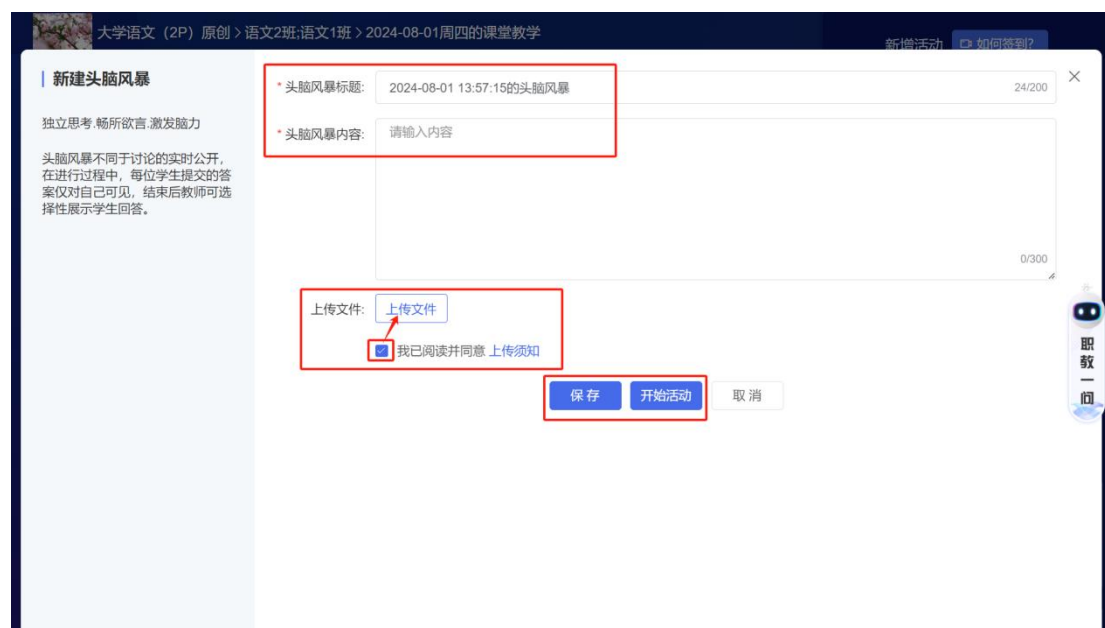 大学语文（2P）原创 > 语文2班;语文1班 > 2024-08-01周四的课堂教学
新增活动 如何签到?
新建头脑风暴
独立思考.畅所欲言.激发脑力
头脑风暴不同于讨论的实时公开，
在进行过程中，每位学生提交的答
案仅对自己可见，结束后教师可选
择性展示学生回答。
* 头脑风暴标题: 2024-08-01 13:57:15的头脑风暴 24/200
* 头脑风暴内容: 请输入内容
0/300
上传文件: 上传文件
我已阅读并同意 上传须知
保存 开始活动 取消
职教一问